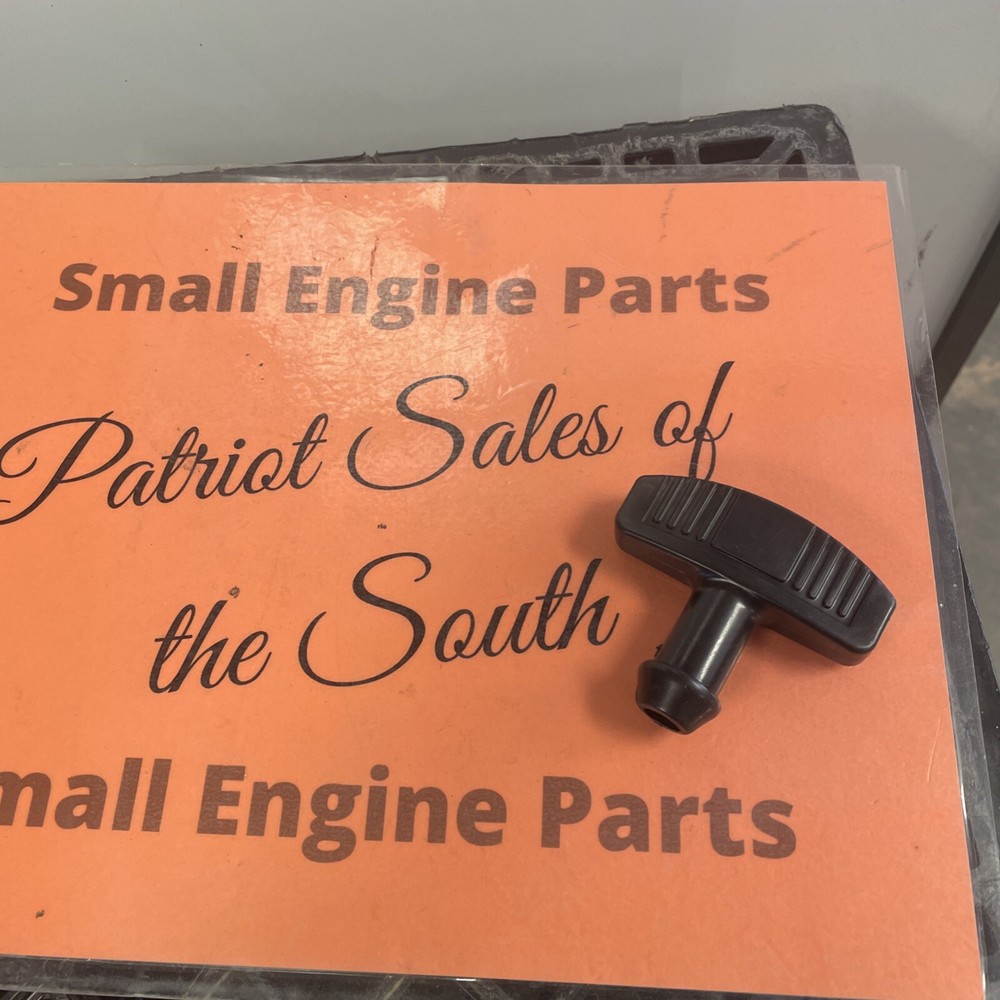 Small Engine Parts
Patriot Sales of
the South
mall Engine Parts